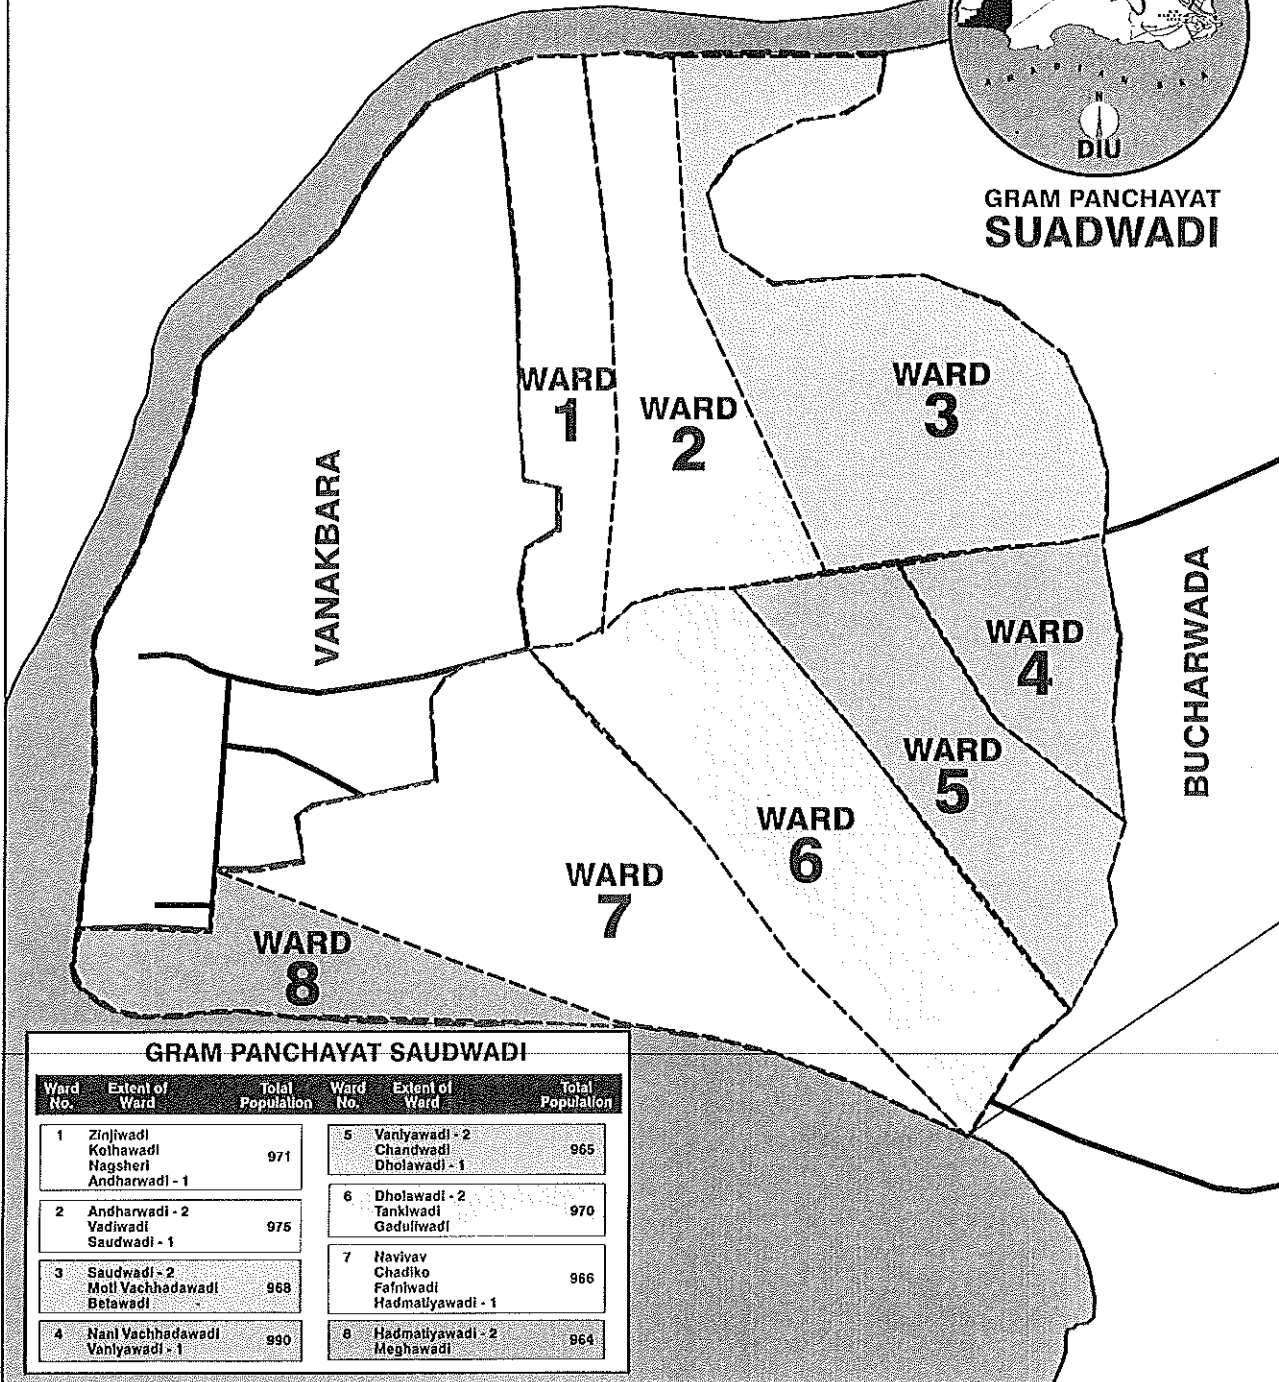 ARABIAN SEA
N
DIU
GRAM PANCHAYAT
SUADWADI
WARD
1
WARD
2
WARD
3
VANAKBARA
WARD
4
BUCHARWADA
WARD
5
WARD
6
WARD
7
WARD
8
GRAM PANCHAYAT SAUDWADI
Ward No. Extent of Ward Total Population Ward No. Extent of Ward Total Population
1 Zinjiwadi
Kothawadi
Nagsheri 971
Andharwadi - 1
2 Andharwadi - 2
Vadiwadi 975
Saudwadi - 1
3 Saudwadi - 2
Moti Vachhadawadi 968
Betawadi -
4 Nani Vachhadawadi 990
Vaniyawadi - 1
5 Vaniyawadi - 2
Chandwadi 965
Dholawadi - 1
6 Dholawadi - 2
Tankiwadi 970
Gaduliwadi
7 Navivav
Chadiko 966
Fafniwadi
Hadmatiyawadi - 1
8 Hadmatiyawadi - 2 964
Meghawadi